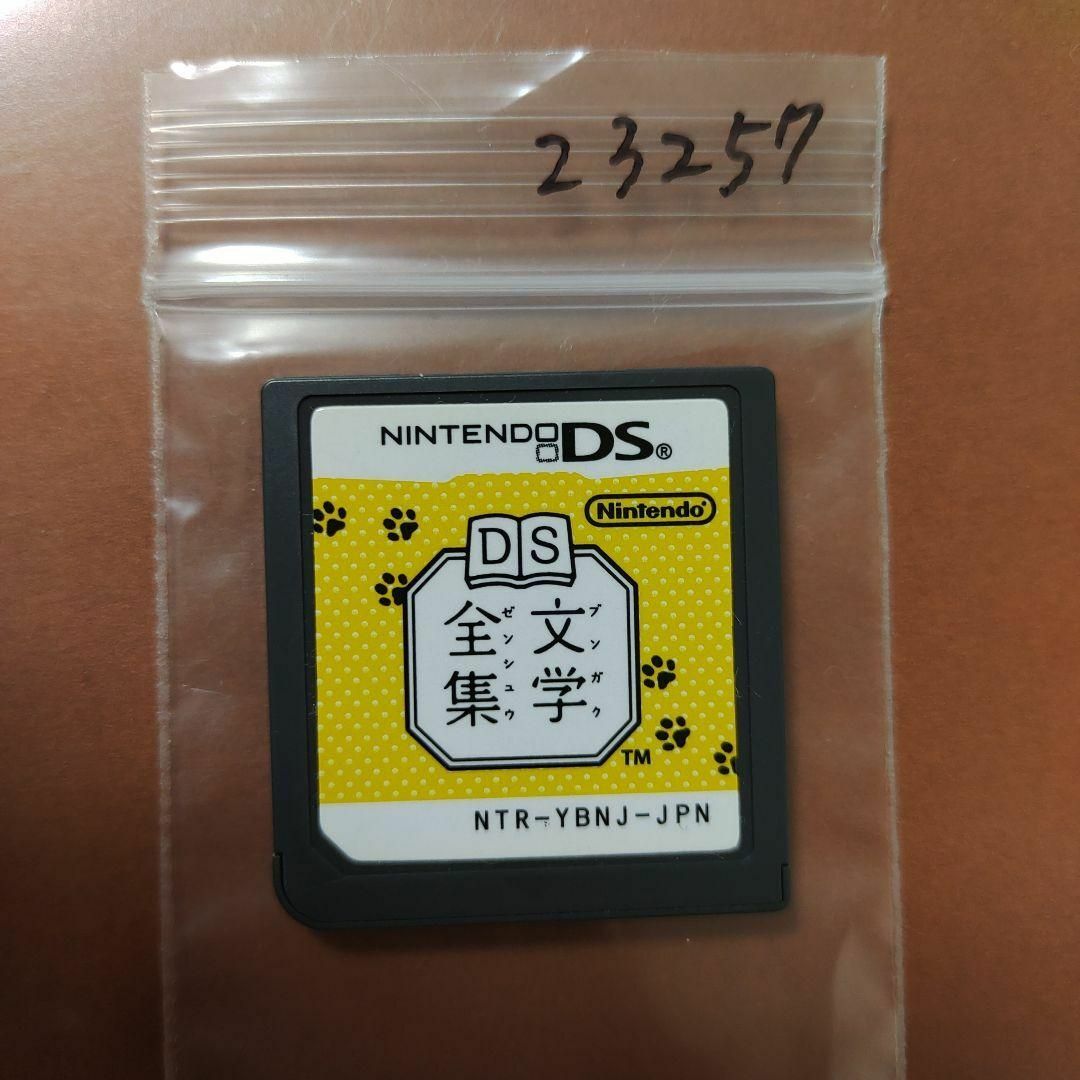 23257
NINTENDO DS®
Nintendo®
DS
文学
ブンガク
全集
ゼンシュウ
TM
NTR-YBNJ-JPN